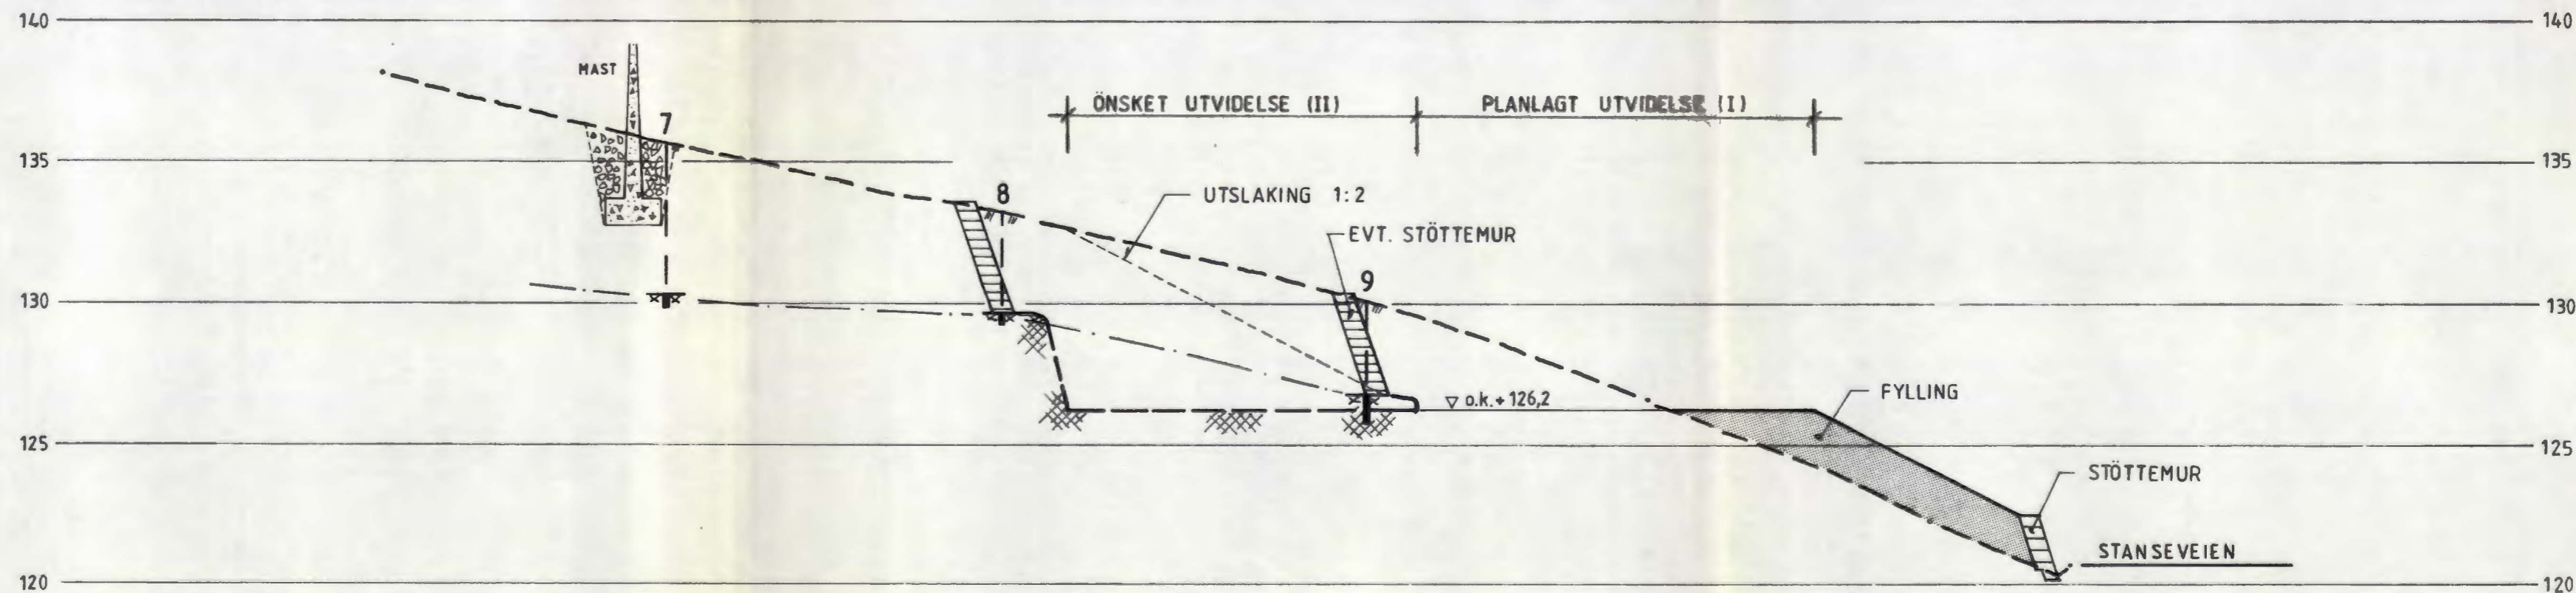 140 140
MAST
ÖNSKET UTVIDELSE (II) PLANLAGT UTVIDELSE (I)
7
135 135
8 UTSLAKING 1:2
EVT. STÖTTEMUR
9
130 130
▽ o.k.+126,2
FYLLING
125 125
STÖTTEMUR
STANSEVEIEN
120 120